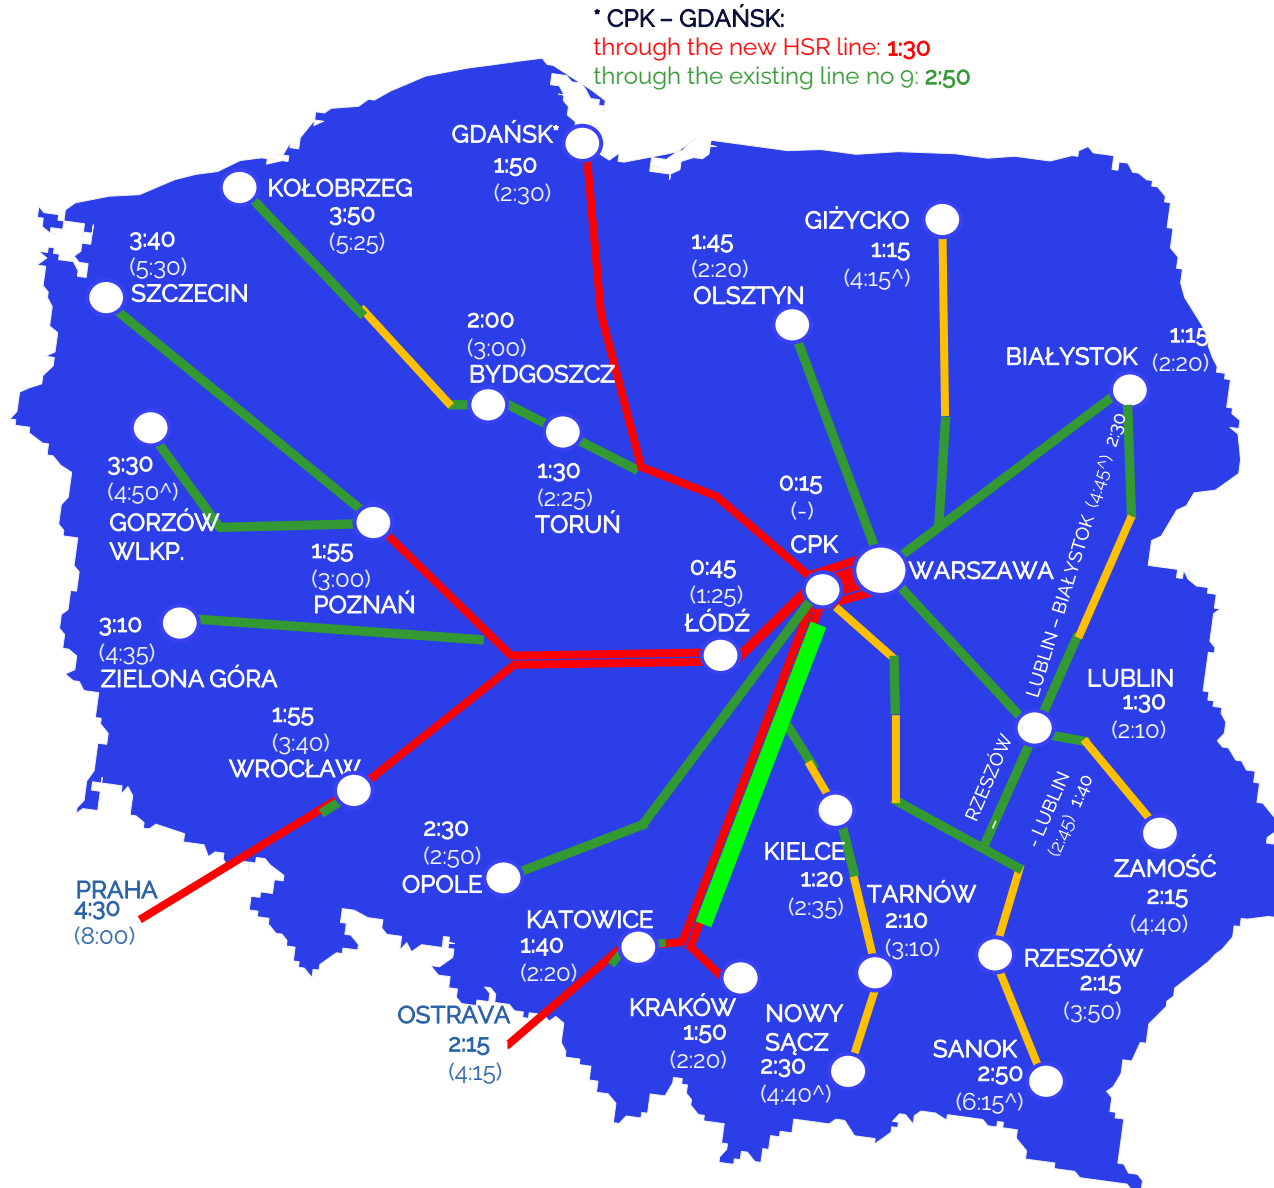 * CPK – GDAŃSK:
through the new HSR line: 1:30
through the existing line no 9: 2:50
GDAŃSK*
1:50
(2:30)
KOŁOBRZEG
3:50
(5:25)
3:40
(5:30)
SZCZECIN
GIŻYCKO
1:15
(4:15^)
1:45
(2:20)
OLSZTYN
2:00
(3:00)
BYDGOSZCZ
BIAŁYSTOK
1:15
(2:20)
3:30
(4:50^)
GORZÓW
WLKP.
1:30
(2:25)
TORUŃ
0:15
(-)
CPK
WARSZAWA
1:55
(3:00)
POZNAŃ
0:45
(1:25)
ŁÓDŹ
LUBLIN – BIAŁYSTOK (4:45^) 2:30
3:10
(4:35)
ZIELONA GÓRA
LUBLIN
1:30
(2:10)
1:55
(3:40)
WROCŁAW
RZESZÓW
-
- LUBLIN
(2:45) 1:40
2:30
(2:50)
OPOLE
KIELCE
1:20
(2:35)
ZAMOŚĆ
2:15
(4:40)
PRAHA
4:30
(8:00)
KATOWICE
1:40
(2:20)
TARNÓW
2:10
(3:10)
RZESZÓW
2:15
(3:50)
OSTRAVA
2:15
(4:15)
KRAKÓW
1:50
(2:20)
NOWY
SĄCZ
2:30
(4:40^)
SANOK
2:50
(6:15^)